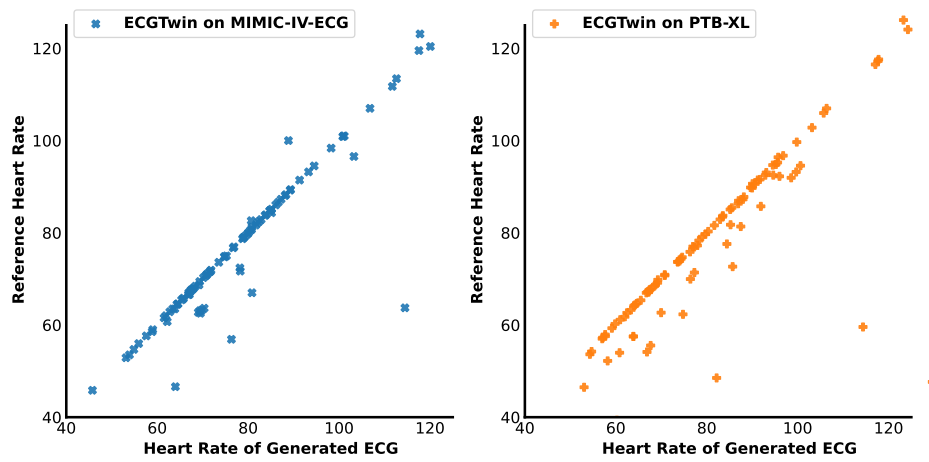 ECGTwin on MIMIC-IV-ECG
120
100
80
60
40
Reference Heart Rate
40 60 80 100 120
Heart Rate of Generated ECG
ECGTwin on PTB-XL
120
100
80
60
40
Reference Heart Rate
40 60 80 100 120
Heart Rate of Generated ECG